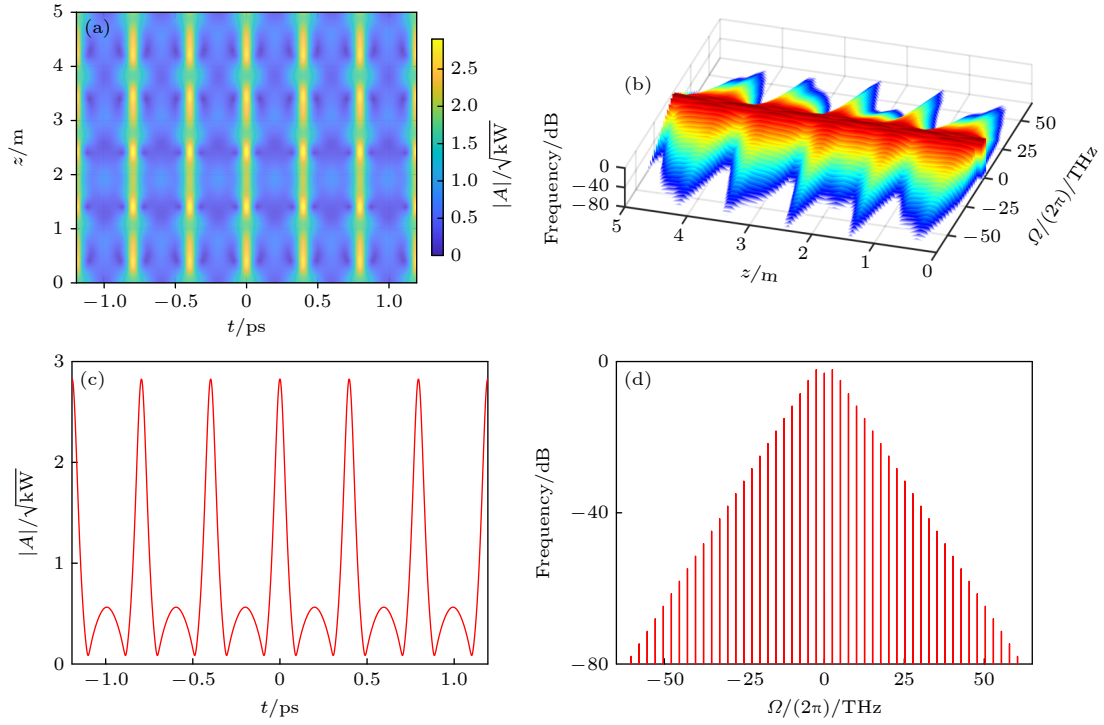 (a)
5
4
3
2
1
0
z/m
−1.0 −0.5 0 0.5 1.0
t/ps
2.5
2.0
1.5
1.0
0.5
0
|A|/√kW
(b)
Frequency/dB
0
−40
−80
5 4 3 2 1 0
z/m
50
25
0
−25
−50
Ω/(2π)/THz
(c)
3
2
1
0
|A|/√kW
−1.0 −0.5 0 0.5 1.0
t/ps
(d)
0
−40
−80
Frequency/dB
−50 −25 0 25 50
Ω/(2π)/THz